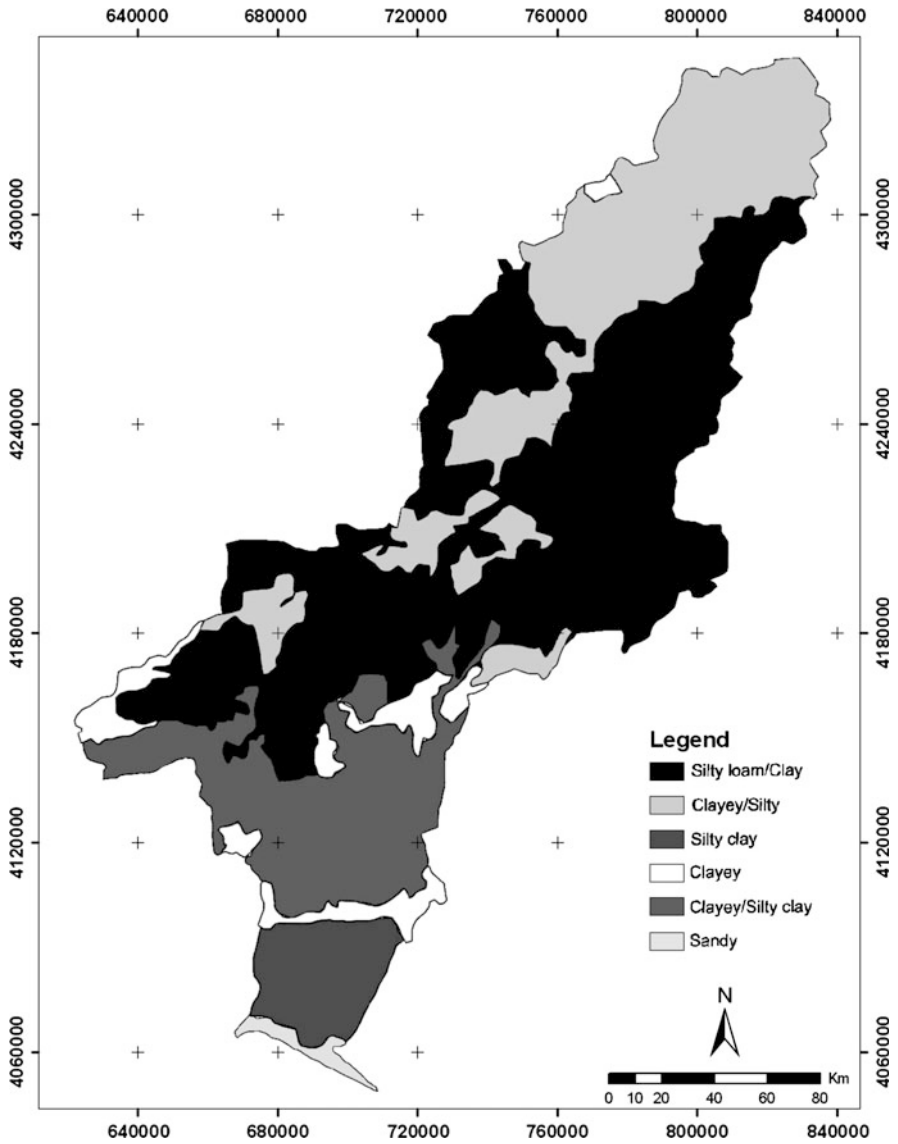 640000 680000 720000 760000 800000 840000
4300000 4300000
4240000 4240000
4180000 4180000
4120000 4120000
4060000 4060000
Legend
Silty loam/Clay
Clayey/Silty
Silty clay
Clayey
Clayey/Silty clay
Sandy
N
Km
0 10 20 40 60 80
640000 680000 720000 760000 800000 840000